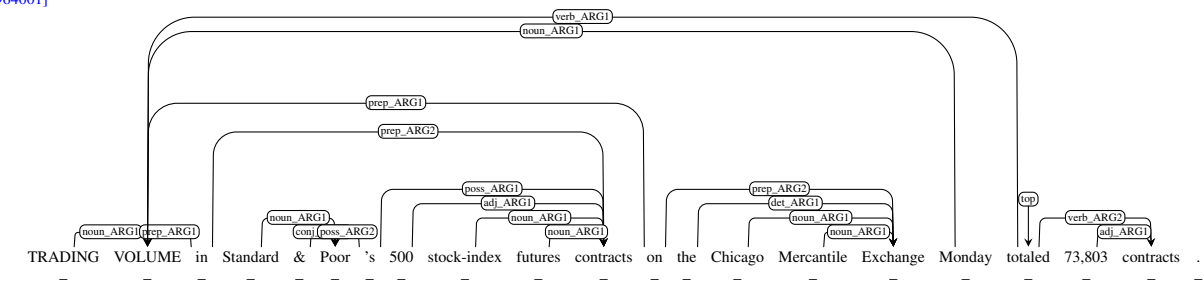 verb_ARG1
noun_ARG1
prep_ARG1
prep_ARG2
poss_ARG1 prep_ARG2
adj_ARG1 det_ARG1 top
noun_ARG1 noun_ARG1 noun_ARG1 verb_ARG2
noun_ARG1 prep_ARG1 conj poss_ARG2 noun_ARG1 noun_ARG1 adj_ARG1
TRADING VOLUME in Standard & Poor 's 500 stock-index futures contracts on the Chicago Mercantile Exchange Monday totaled 73,803 contracts .
_ _ _ _ _ _ _ _ _ _ _ _ _ _ _ _ _ _ _ _ _